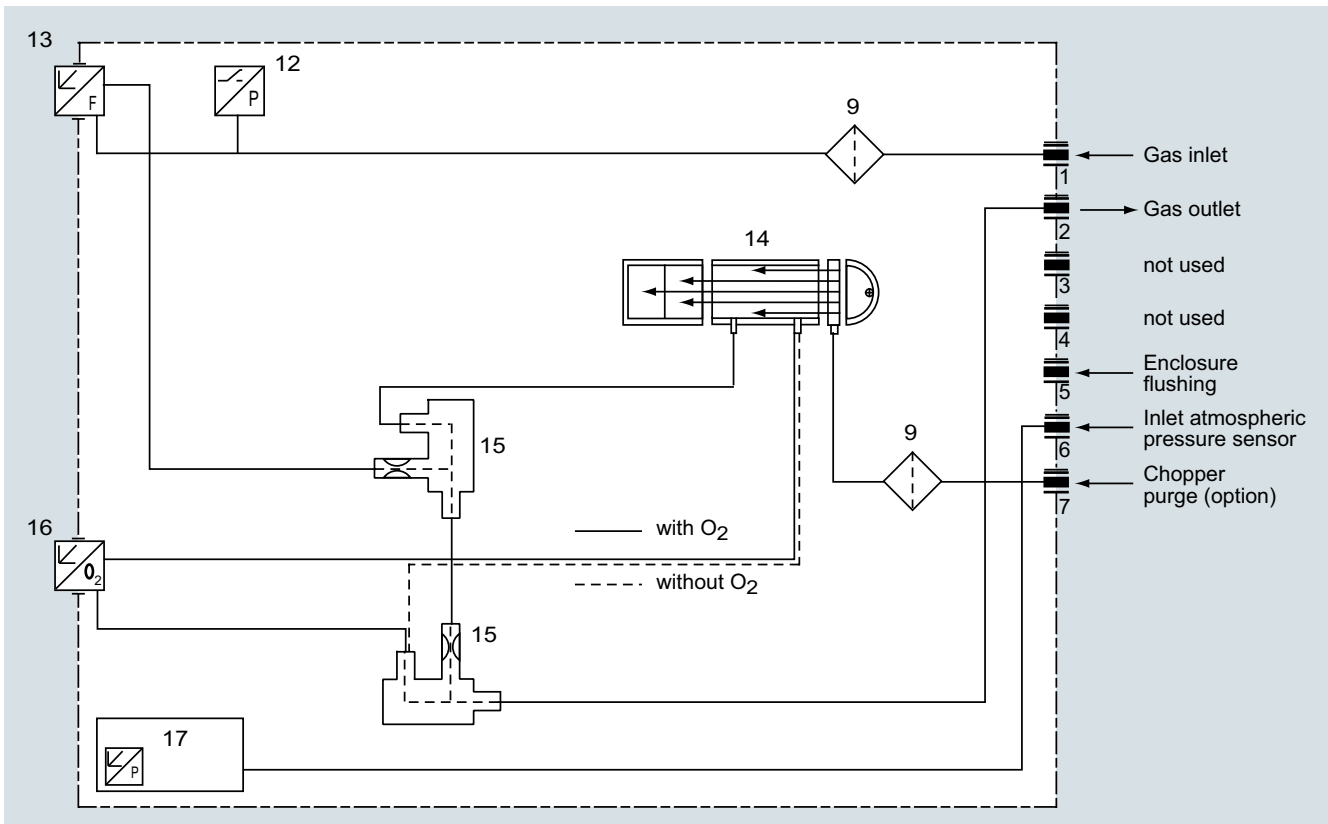 13
12
F
P
9
Gas inlet
1
Gas outlet
2
14
not used
3
not used
4
Enclosure
flushing
5
Inlet atmospheric
pressure sensor
6
9
Chopper
purge (option)
7
15
with O2
16
O2
without O2
15
17
P